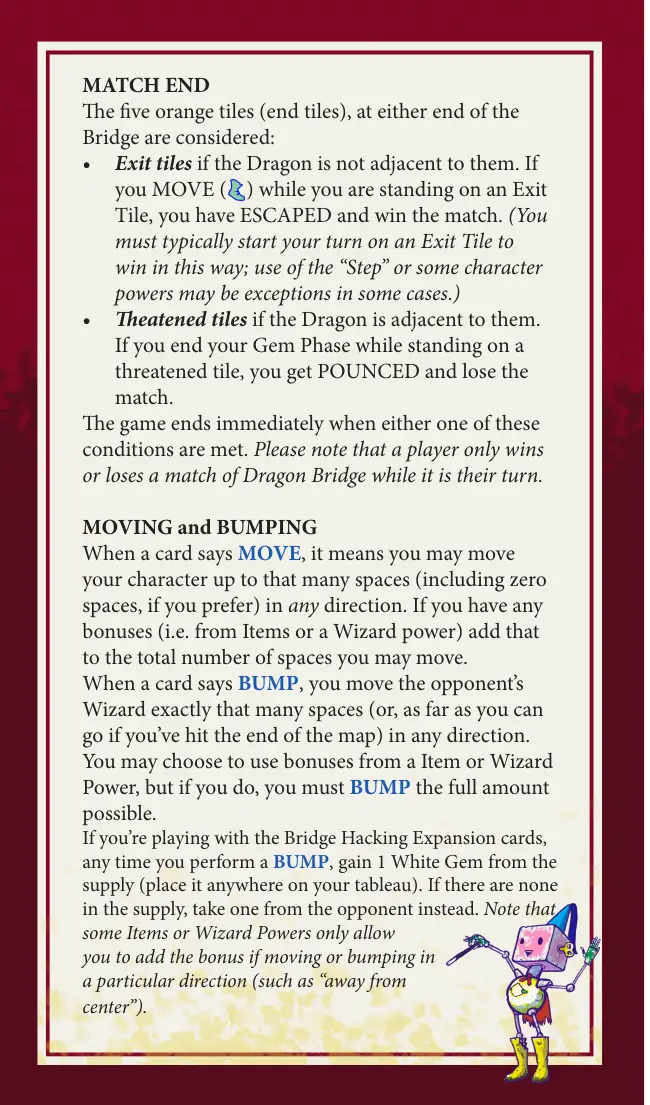 MATCH END
The five orange tiles (end tiles), at either end of the
Bridge are considered:
• Exit tiles if the Dragon is not adjacent to them. If
you MOVE ( ) while you are standing on an Exit
Tile, you have ESCAPED and win the match. (You
must typically start your turn on an Exit Tile to
win in this way; use of the “Step” or some character
powers may be exceptions in some cases.)
• Theatened tiles if the Dragon is adjacent to them.
If you end your Gem Phase while standing on a
threatened tile, you get POUNCED and lose the
match.
The game ends immediately when either one of these
conditions are met. Please note that a player only wins
or loses a match of Dragon Bridge while it is their turn.
MOVING and BUMPING
When a card says MOVE, it means you may move
your character up to that many spaces (including zero
spaces, if you prefer) in any direction. If you have any
bonuses (i.e. from Items or a Wizard power) add that
to the total number of spaces you may move.
When a card says BUMP, you move the opponent’s
Wizard exactly that many spaces (or, as far as you can
go if you’ve hit the end of the map) in any direction.
You may choose to use bonuses from a Item or Wizard
Power, but if you do, you must BUMP the full amount
possible.
If you’re playing with the Bridge Hacking Expansion cards,
any time you perform a BUMP, gain 1 White Gem from the
supply (place it anywhere on your tableau). If there are none
in the supply, take one from the opponent instead. Note that
some Items or Wizard Powers only allow
you to add the bonus if moving or bumping in
a particular direction (such as “away from
center”).